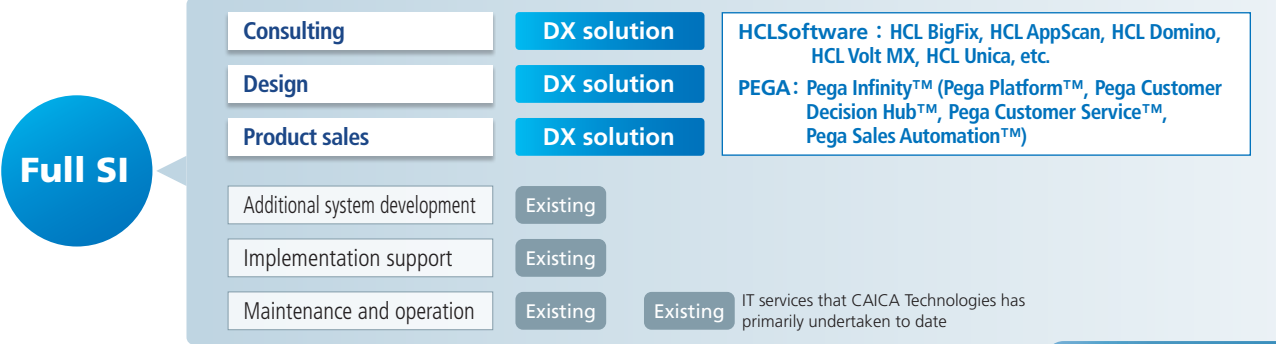 Full SI
Consulting
DX solution
Design
DX solution
Product sales
DX solution
HCLSoftware：HCL BigFix, HCL AppScan, HCL Domino,
HCL Volt MX, HCL Unica, etc.
PEGA：Pega Infinity™ (Pega Platform™, Pega Customer
Decision Hub™, Pega Customer Service™,
Pega Sales Automation™)
Additional system development
Existing
Implementation support
Existing
Maintenance and operation
Existing
Existing
IT services that CAICA Technologies has
primarily undertaken to date